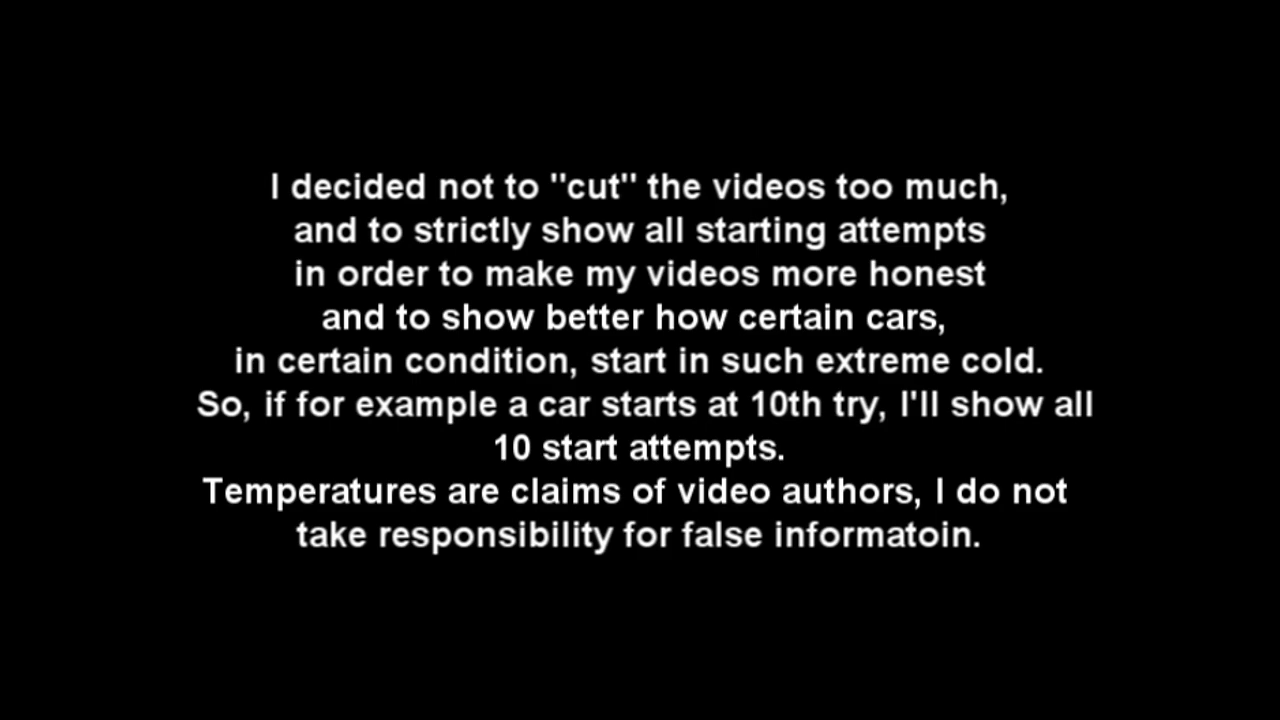 I decided not to "cut" the videos too much,
and to strictly show all starting attempts
in order to make my videos more honest
and to show better how certain cars,
in certain condition, start in such extreme cold.
So, if for example a car starts at 10th try, I'll show all
10 start attempts.
Temperatures are claims of video authors, I do not
take responsibility for false informatoin.